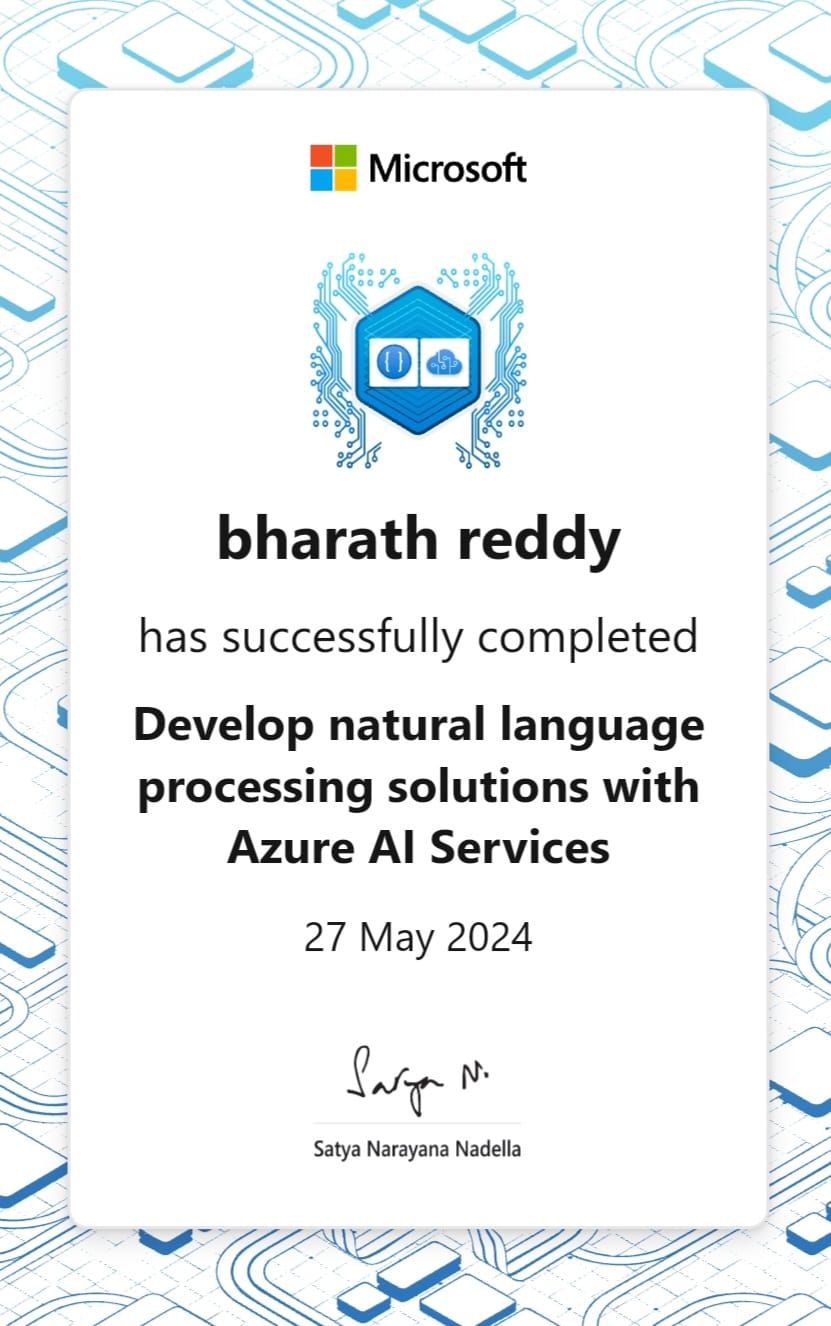 Microsoft
bharath reddy
has successfully completed
Develop natural language
processing solutions with
Azure AI Services
27 May 2024
Satya N.
Satya Narayana Nadella